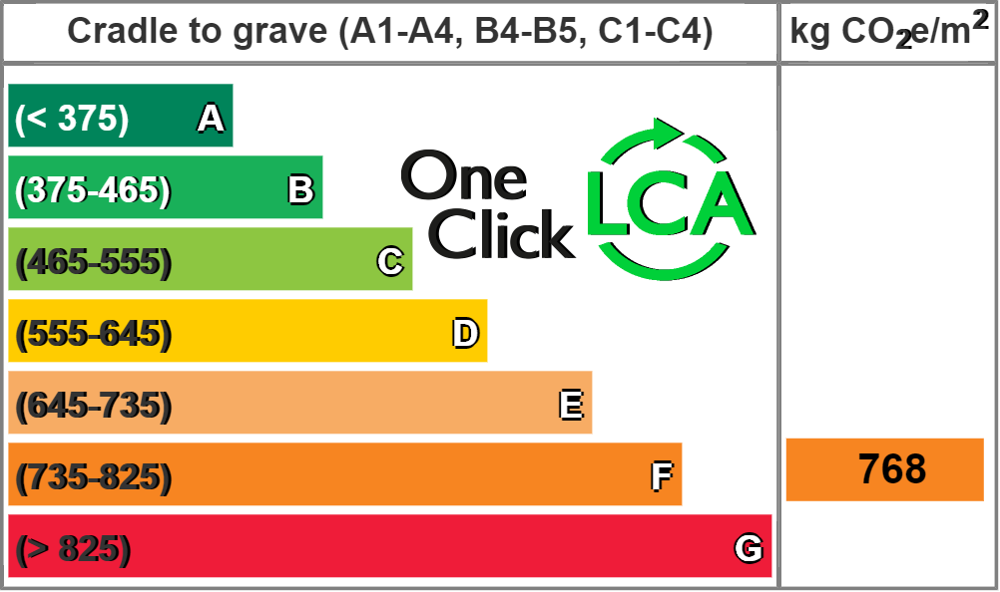 Cradle to grave (A1-A4, B4-B5, C1-C4)
kg CO2e/m²
(< 375) A
(375-465) B
One
Click
LCA
(465-555) C
(555-645) D
(645-735) E
(735-825) F
768
(> 825) G